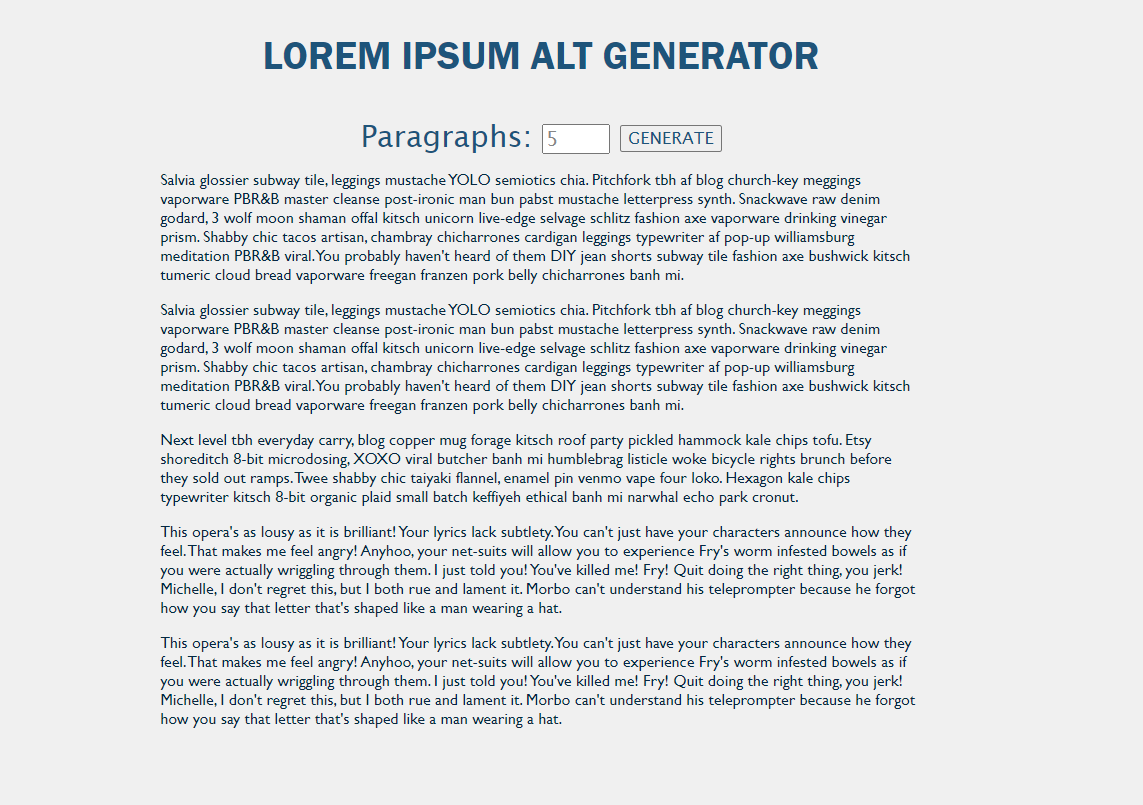 LOREM IPSUM ALT GENERATOR
Paragraphs: 5 GENERATE
Salvia glossier subway tile, leggings mustache YOLO semiotics chia. Pitchfork tbh af blog church-key meggings
vaporware PBR&B master cleanse post-ironic man bun pabst mustache letterpress synth. Snackwave raw denim
godard, 3 wolf moon shaman offal kitsch unicorn live-edge selvage schlitz fashion axe vaporware drinking vinegar
prism. Shabby chic tacos artisan, chambray chicharrones cardigan leggings typewriter af pop-up williamsburg
meditation PBR&B viral. You probably haven't heard of them DIY jean shorts subway tile fashion axe bushwick kitsch
tumeric cloud bread vaporware freegan franzen pork belly chicharrones banh mi.
Salvia glossier subway tile, leggings mustache YOLO semiotics chia. Pitchfork tbh af blog church-key meggings
vaporware PBR&B master cleanse post-ironic man bun pabst mustache letterpress synth. Snackwave raw denim
godard, 3 wolf moon shaman offal kitsch unicorn live-edge selvage schlitz fashion axe vaporware drinking vinegar
prism. Shabby chic tacos artisan, chambray chicharrones cardigan leggings typewriter af pop-up williamsburg
meditation PBR&B viral. You probably haven't heard of them DIY jean shorts subway tile fashion axe bushwick kitsch
tumeric cloud bread vaporware freegan franzen pork belly chicharrones banh mi.
Next level tbh everyday carry, blog copper mug forage kitsch roof party pickled hammock kale chips tofu. Etsy
shoreditch 8-bit microdosing, XOXO viral butcher banh mi humblebrag listicle woke bicycle rights brunch before
they sold out ramps. Twee shabby chic taiyaki flannel, enamel pin venmo vape four loko. Hexagon kale chips
typewriter kitsch 8-bit organic plaid small batch keffiyeh ethical banh mi narwhal echo park cronut.
This opera's as lousy as it is brilliant! Your lyrics lack subtlety. You can't just have your characters announce how they
feel. That makes me feel angry! Anyhoo, your net-suits will allow you to experience Fry's worm infested bowels as if
you were actually wriggling through them. I just told you! You've killed me! Fry! Quit doing the right thing, you jerk!
Michelle, I don't regret this, but I both rue and lament it. Morbo can't understand his teleprompter because he forgot
how you say that letter that's shaped like a man wearing a hat.
This opera's as lousy as it is brilliant! Your lyrics lack subtlety. You can't just have your characters announce how they
feel. That makes me feel angry! Anyhoo, your net-suits will allow you to experience Fry's worm infested bowels as if
you were actually wriggling through them. I just told you! You've killed me! Fry! Quit doing the right thing, you jerk!
Michelle, I don't regret this, but I both rue and lament it. Morbo can't understand his teleprompter because he forgot
how you say that letter that's shaped like a man wearing a hat.